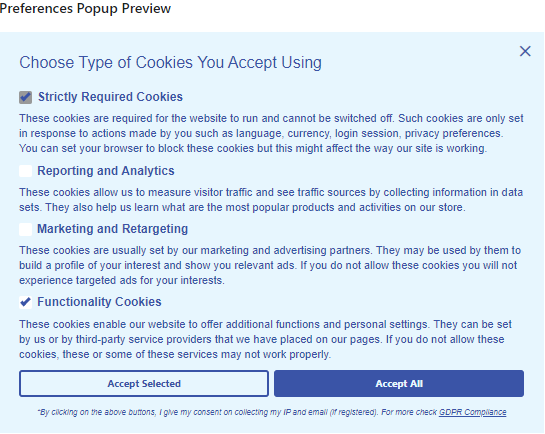 Preferences Popup Preview
Choose Type of Cookies You Accept Using
Strictly Required Cookies
These cookies are required for the website to run and cannot be switched off. Such cookies are only set
in response to actions made by you such as language, currency, login session, privacy preferences.
You can set your browser to block these cookies but this might affect the way our site is working.
Reporting and Analytics
These cookies allow us to measure visitor traffic and see traffic sources by collecting information in data
sets. They also help us learn what are the most popular products and activities on our store.
Marketing and Retargeting
These cookies are usually set by our marketing and advertising partners. They may be used by them to
build a profile of your interest and show you relevant ads. If you do not allow these cookies you will not
experience targeted ads for your interests.
Functionality Cookies
These cookies enable our website to offer additional functions and personal settings. They can be set
by us or by third-party service providers that we have placed on our pages. If you do not allow these
cookies, these or some of these services may not work properly.
Accept Selected
Accept All
*By clicking on the above buttons, I give my consent on collecting my IP and email (if registered). For more check GDPR Compliance